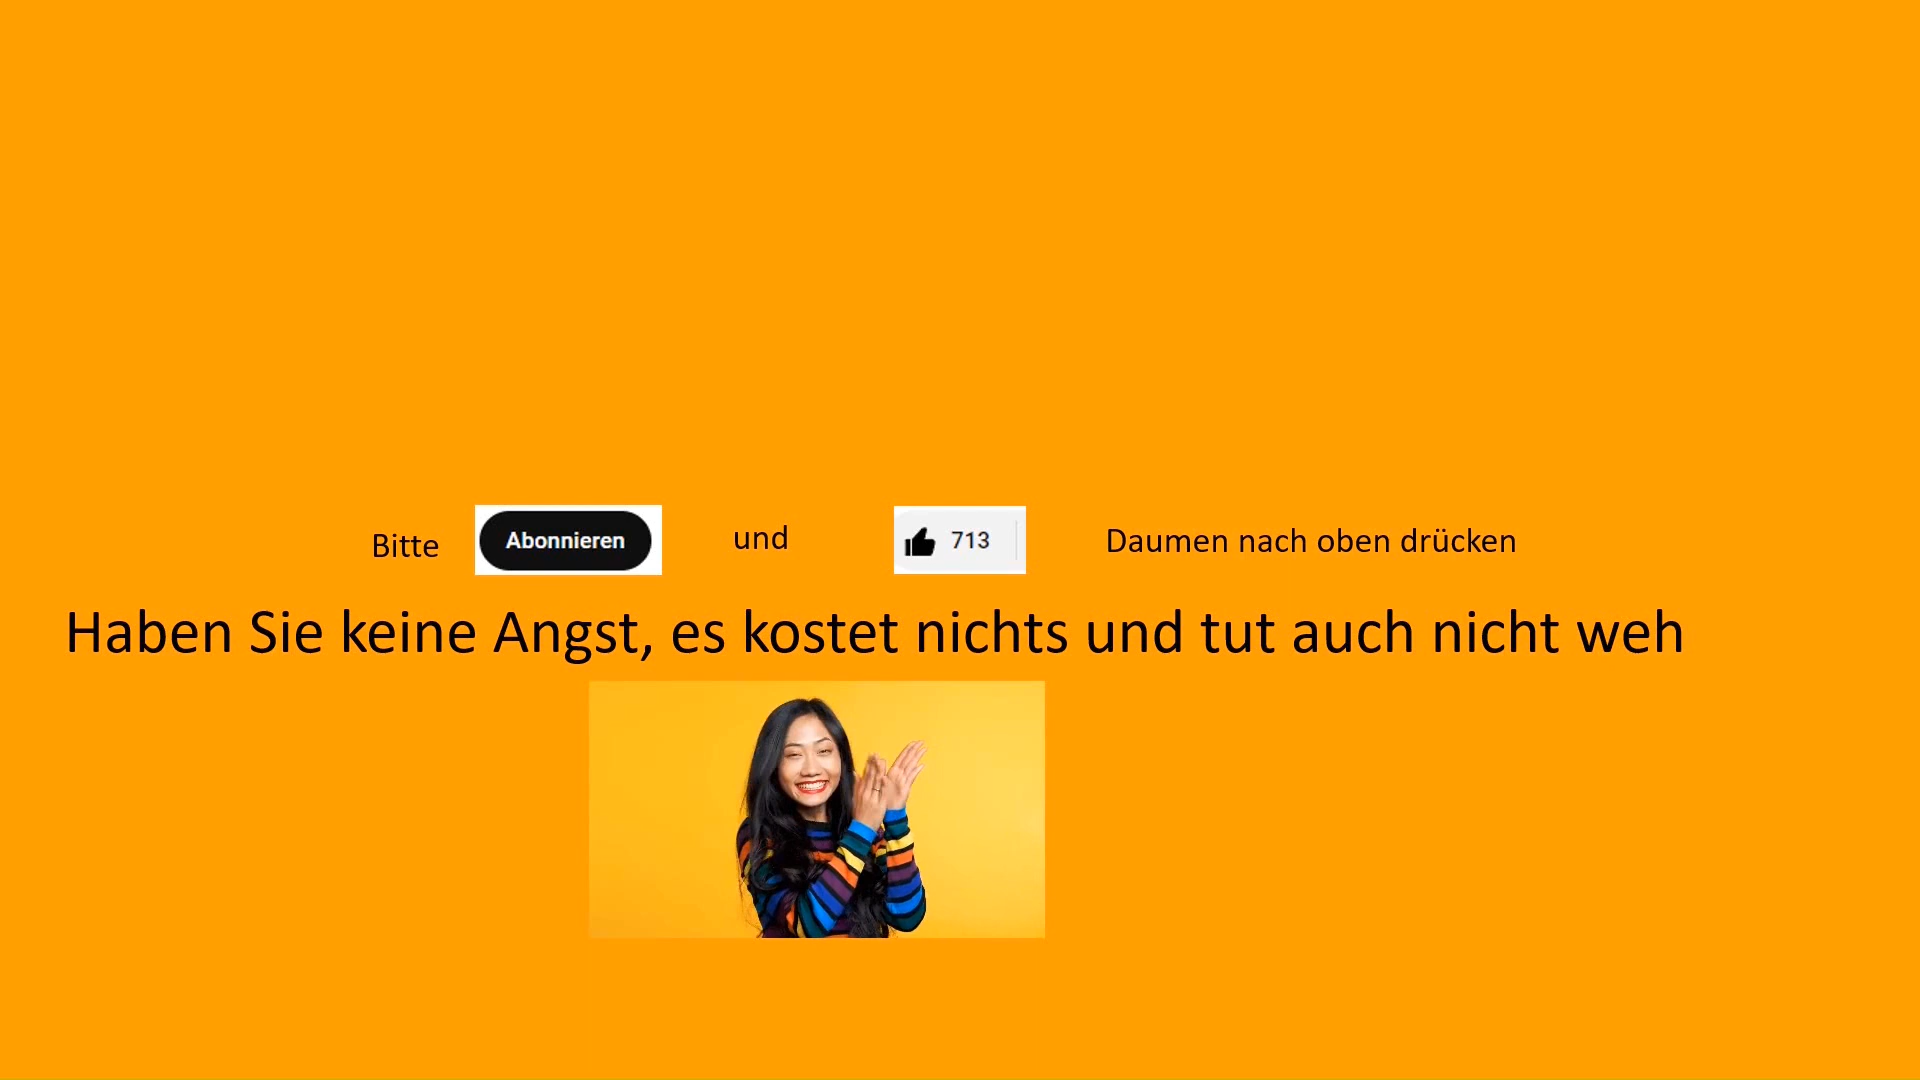 Bitte Abonnieren und 713 Daumen nach oben drücken
Haben Sie keine Angst, es kostet nichts und tut auch nicht weh